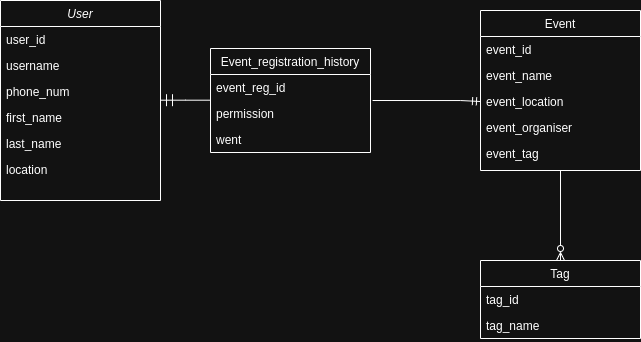 User
user_id
username
phone_num
first_name
last_name
location
Event_registration_history
event_reg_id
permission
went
Event
event_id
event_name
event_location
event_organiser
event_tag
Tag
tag_id
tag_name